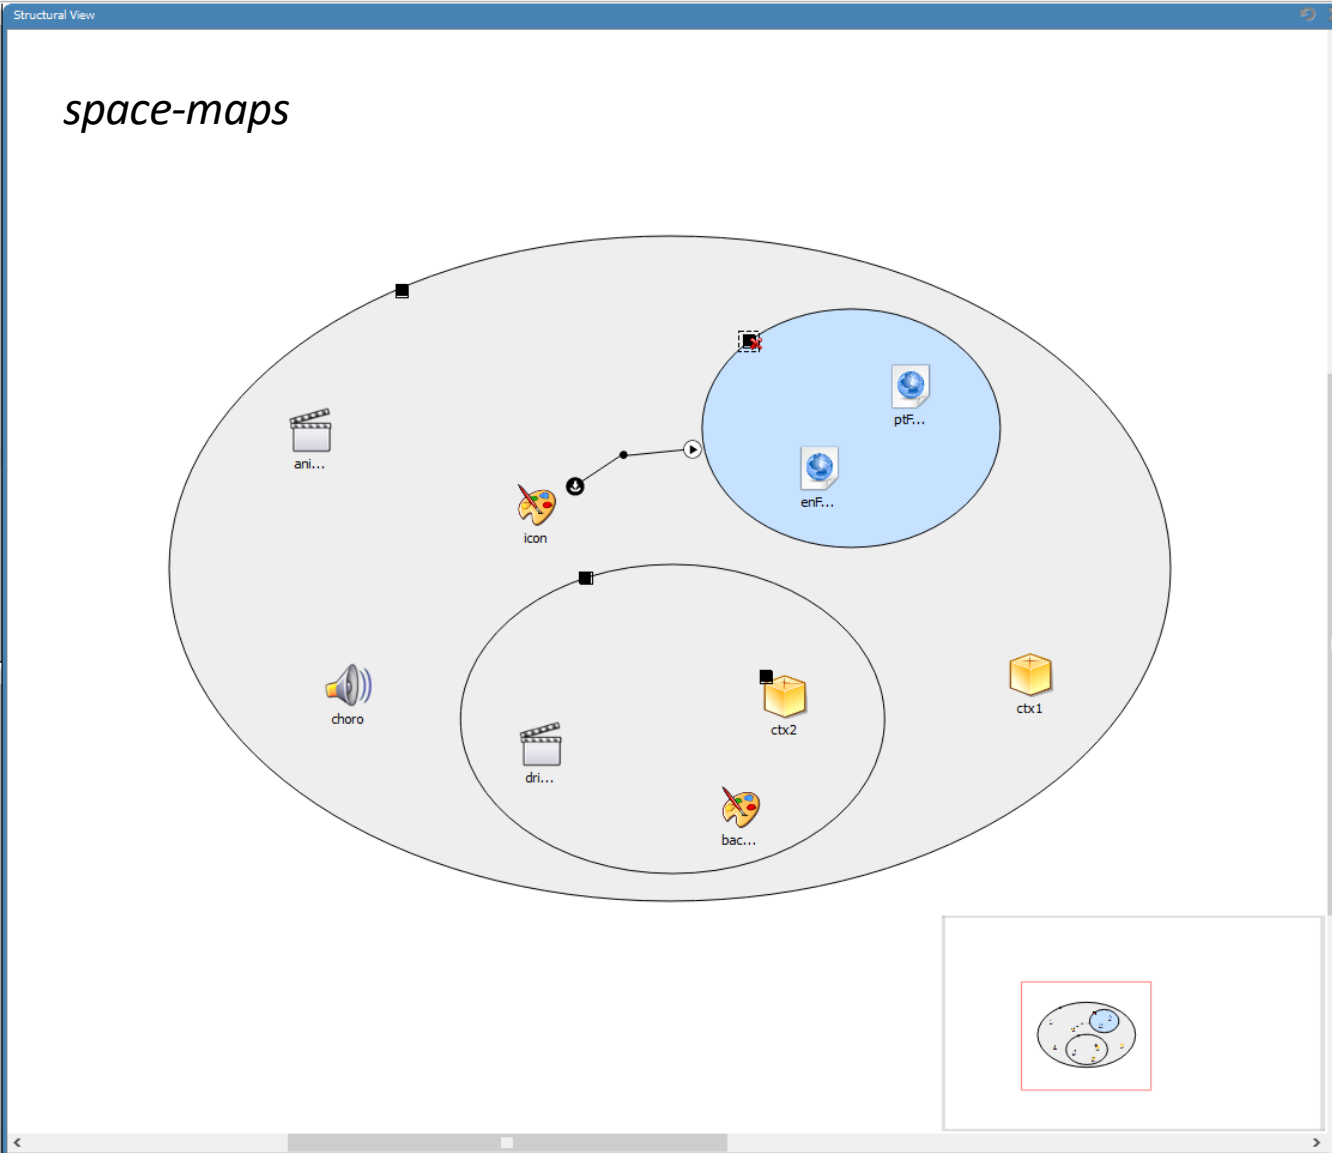 Structural View
space-maps
ptF...
ani...
enF...
icon
choro
ctx1
ctx2
dri...
bac...